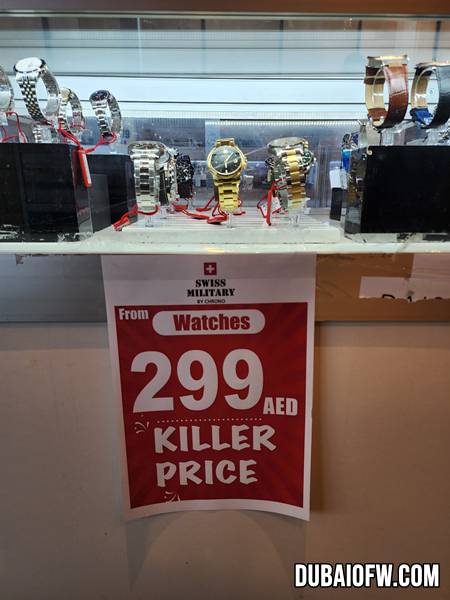 SWISS
MILITARY
BY CHRONO
From
Watches
299 AED
KILLER
PRICE
DUBAIOFW.COM